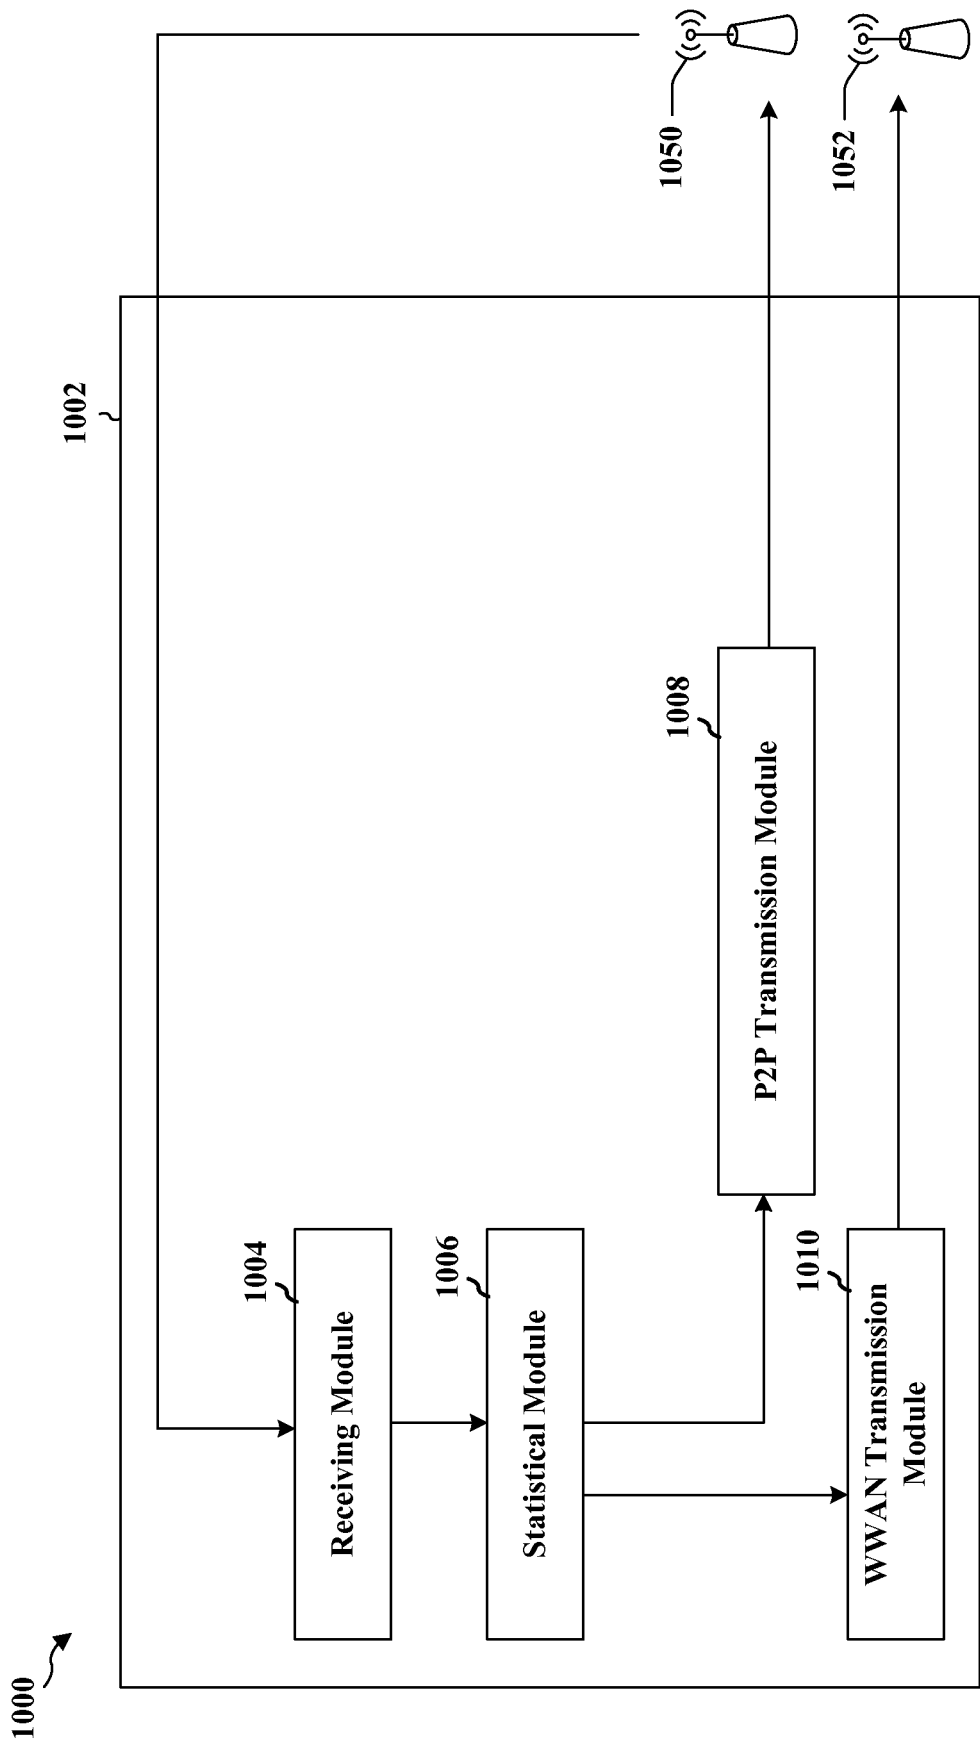 1000
1002
1004
Receiving Module
1006
Statistical Module
1008
P2P Transmission Module
1010
WWAN Transmission
Module
1050
1052